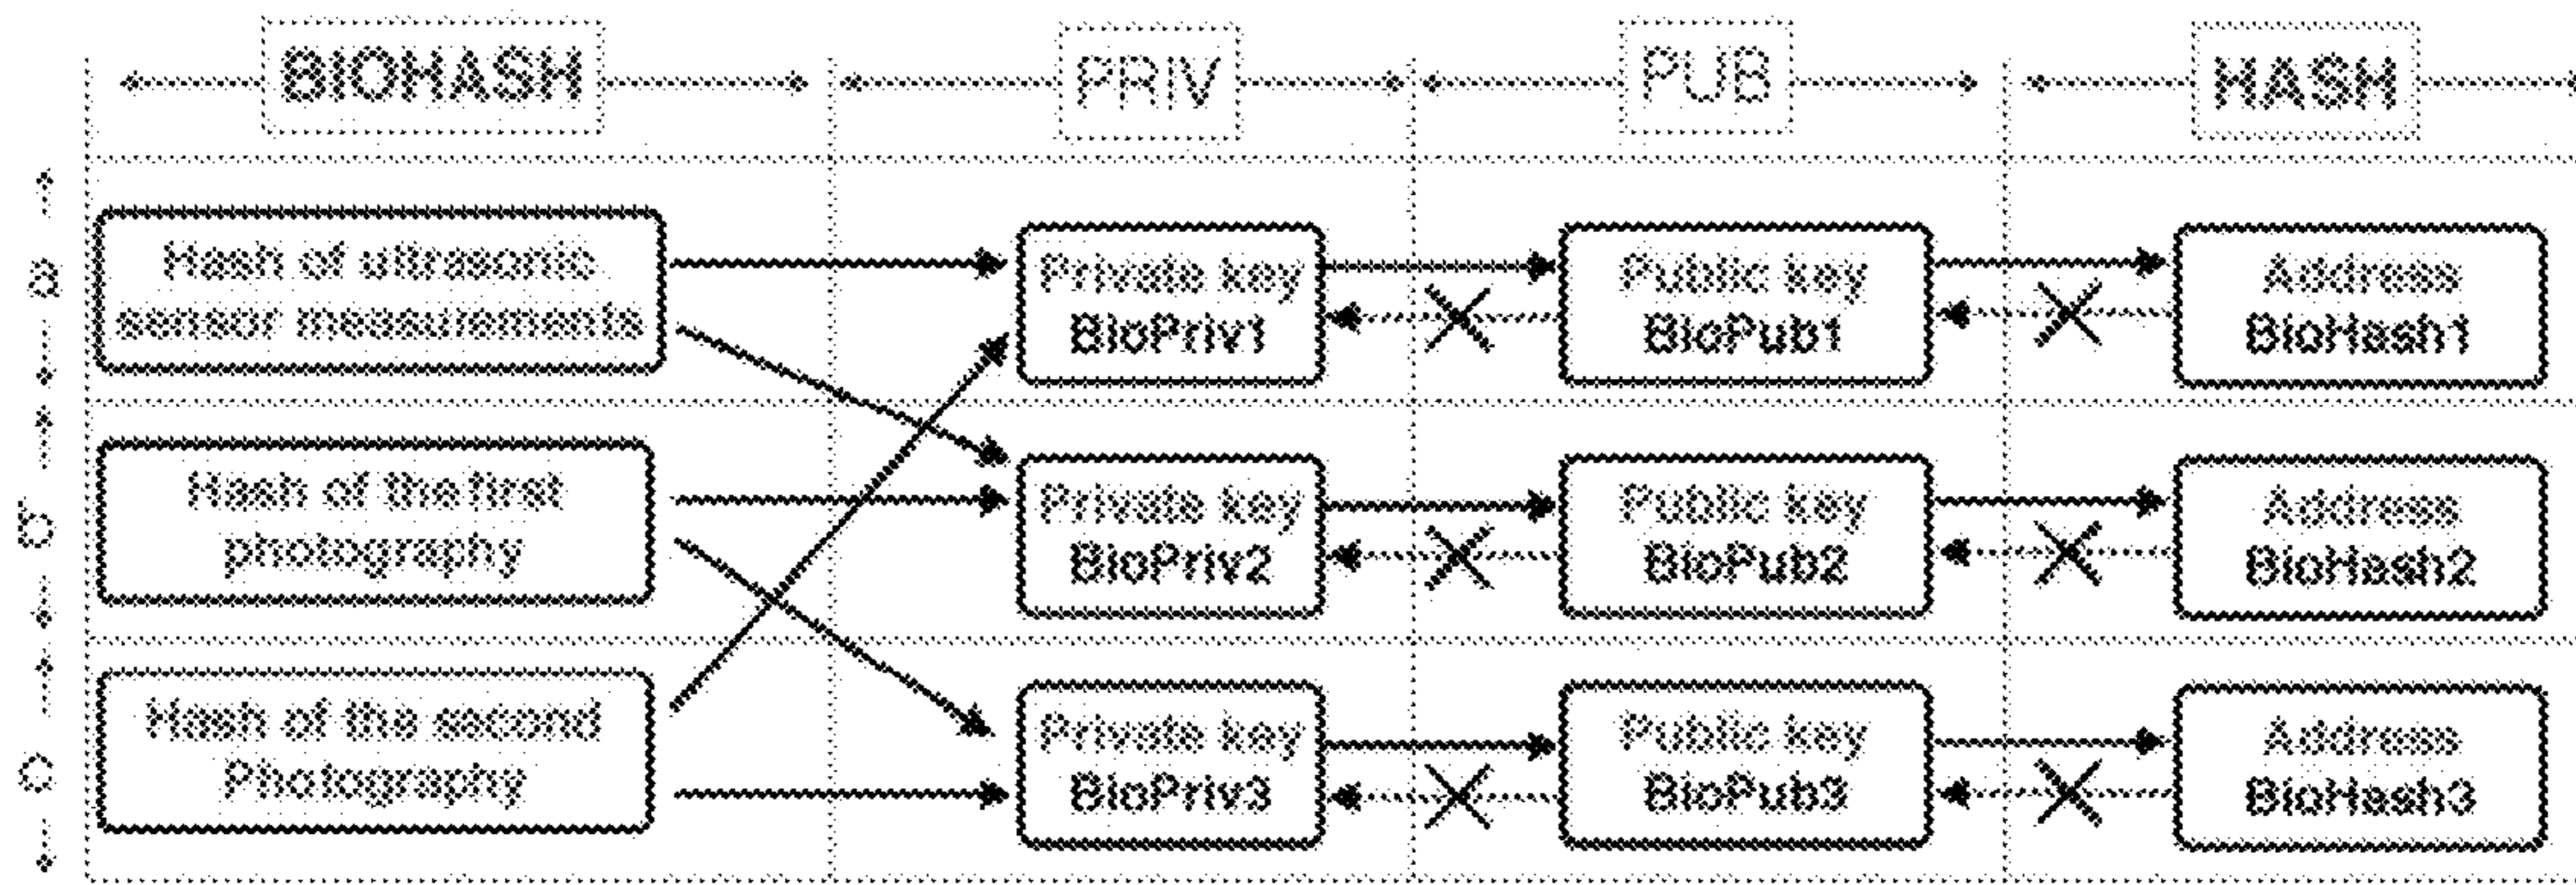 BIOHASH
PRIV
PUB
HASH
a
Hash of ultrasonic
sensor measurements
Private key
BioPriv1
Public key
BioPub1
Address
BioHash1
b
Hash of the first
photography
Private key
BioPriv2
Public key
BioPub2
Address
BioHash2
c
Hash of the second
Photography
Private key
BioPriv3
Public key
BioPub3
Address
BioHash3